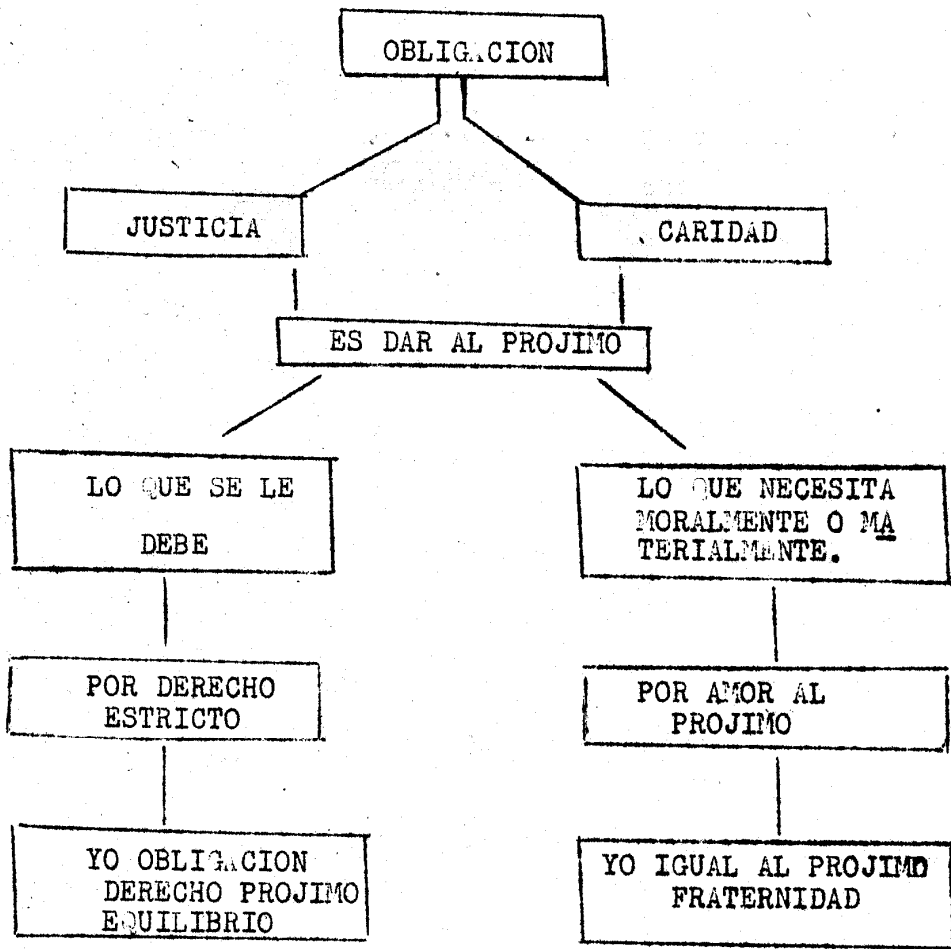 OBLIGACION
JUSTICIA
CARIDAD
ES DAR AL PROJIMO
LO QUE SE LE
DEBE
LO QUE NECESITA
MORALMENTE O MA
TERIALMENTE.
POR DERECHO
ESTRICTO
POR AMOR AL
PROJIMO
YO OBLIGACION
DERECHO PROJIMO
EQUILIBRIO
YO IGUAL AL PROJIMO
FRATERNIDAD